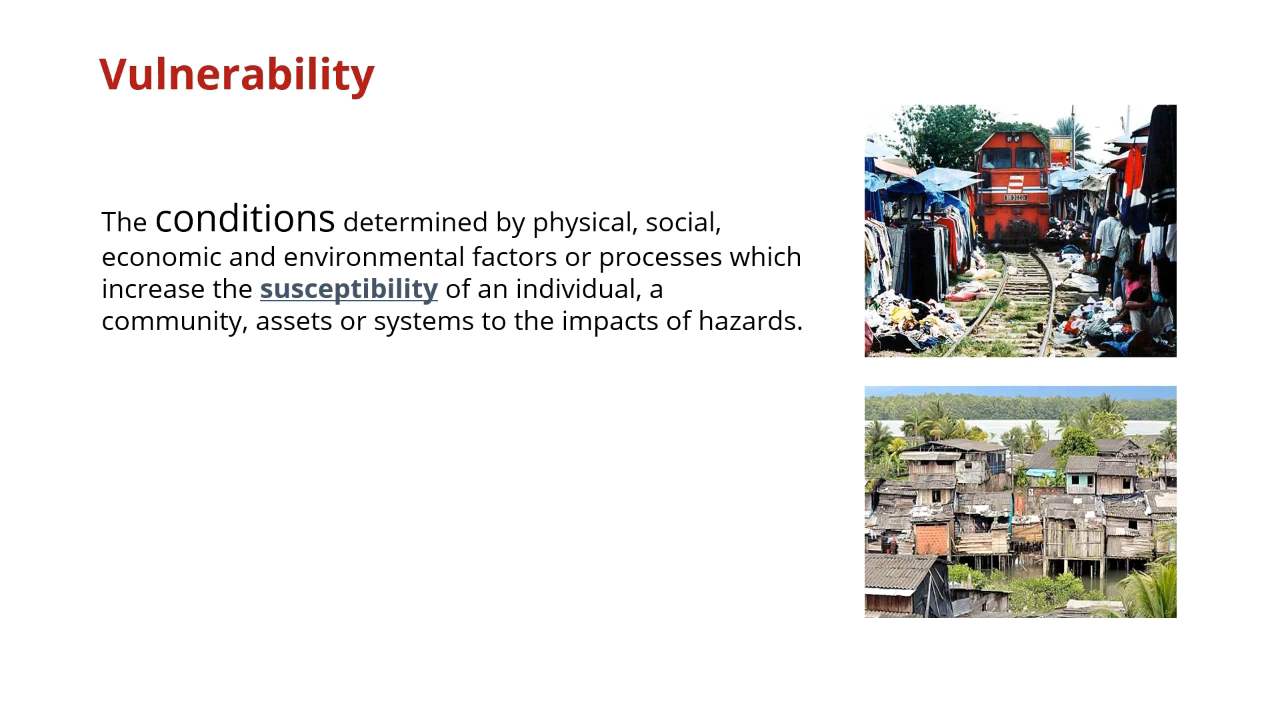 Vulnerability
The conditions determined by physical, social,
economic and environmental factors or processes which
increase the susceptibility of an individual, a
community, assets or systems to the impacts of hazards.